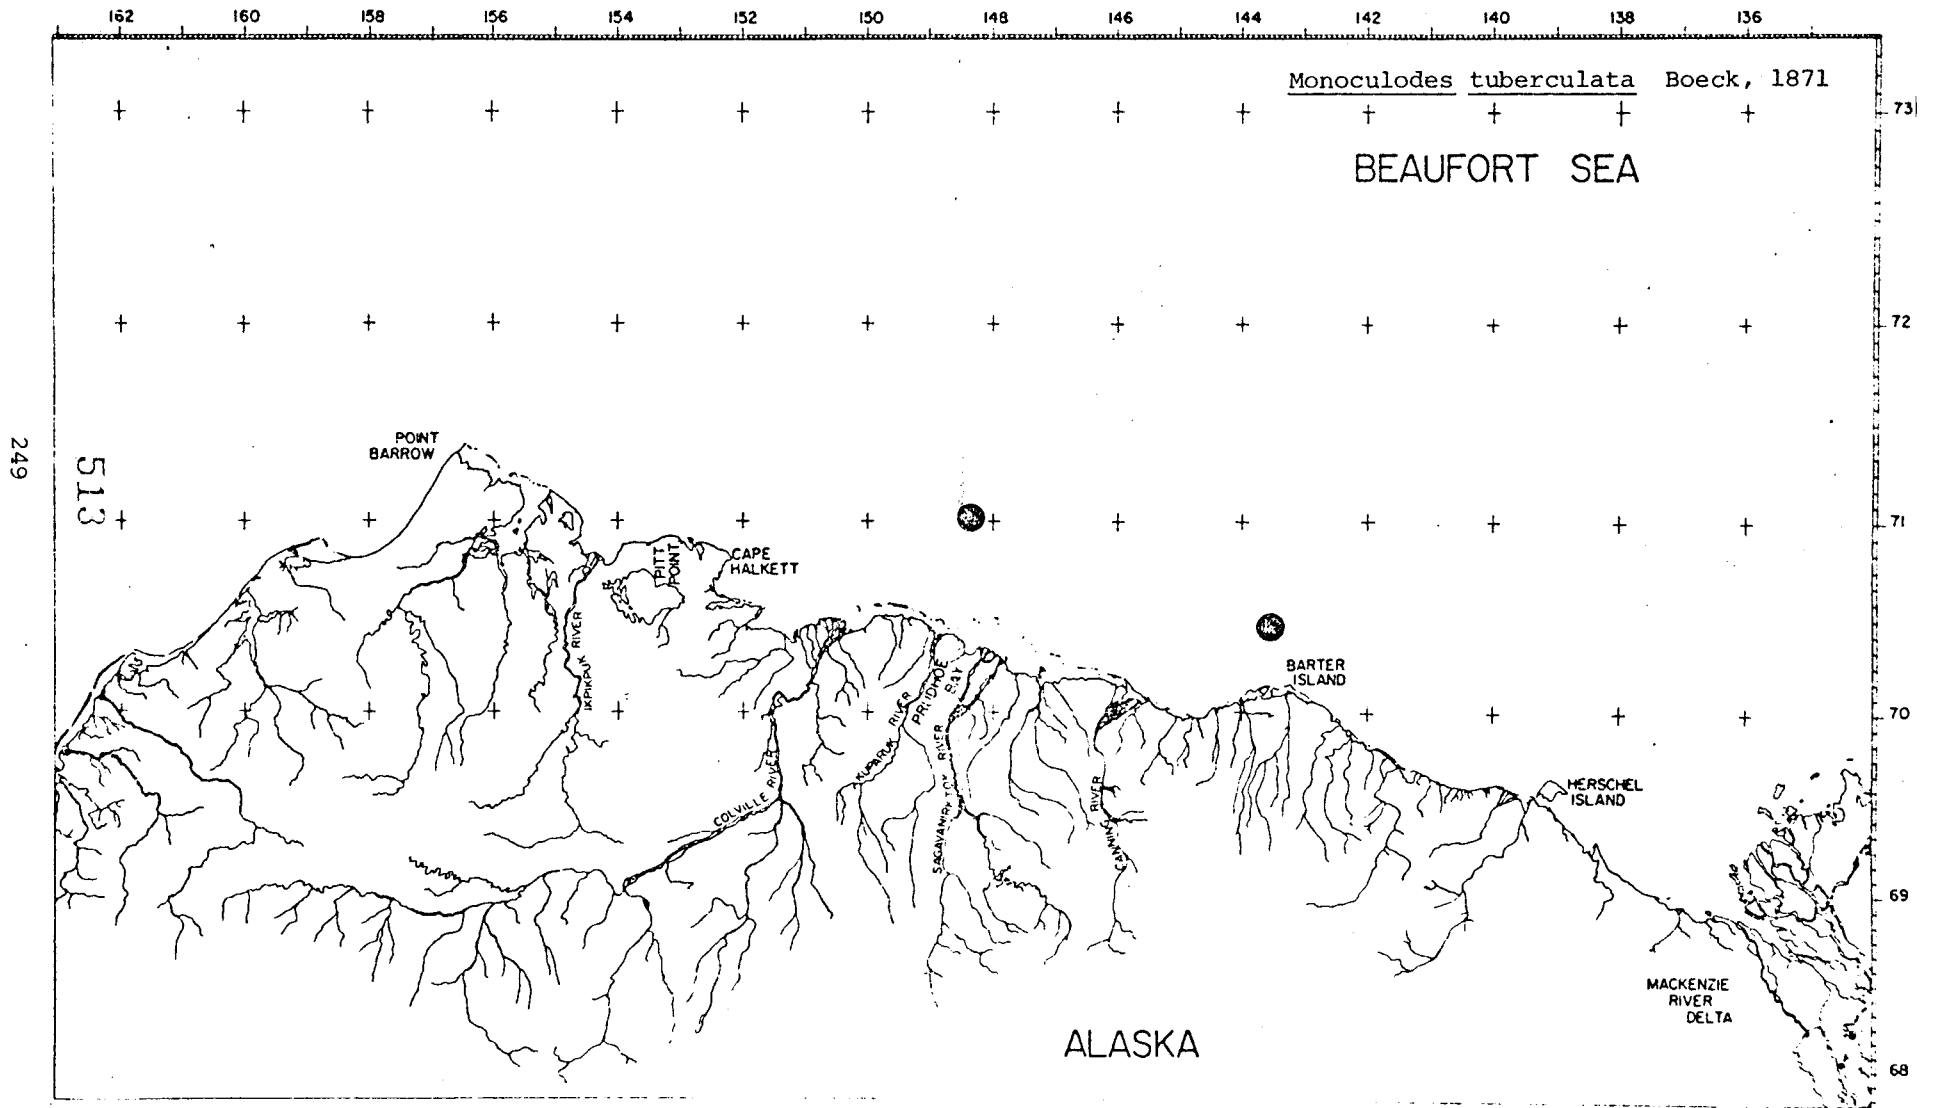 162 160 158 156 154 152 150 148 146 144 142 140 138 136
Monoculodes tuberculata Boeck, 1871
73
BEAUFORT SEA
72
POINT
BARROW
249
513
71
PITT
POINT
CAPE
HALKETT
IKPIKPUK RIVER
BARTER
ISLAND
PRUDHOE
BAY
70
KUPARUK RIVER
SAGAVANIRKTOK RIVER
COLVILLE RIVER
CANNING RIVER
HERSCHEL
ISLAND
69
MACKENZIE
RIVER
DELTA
ALASKA
68